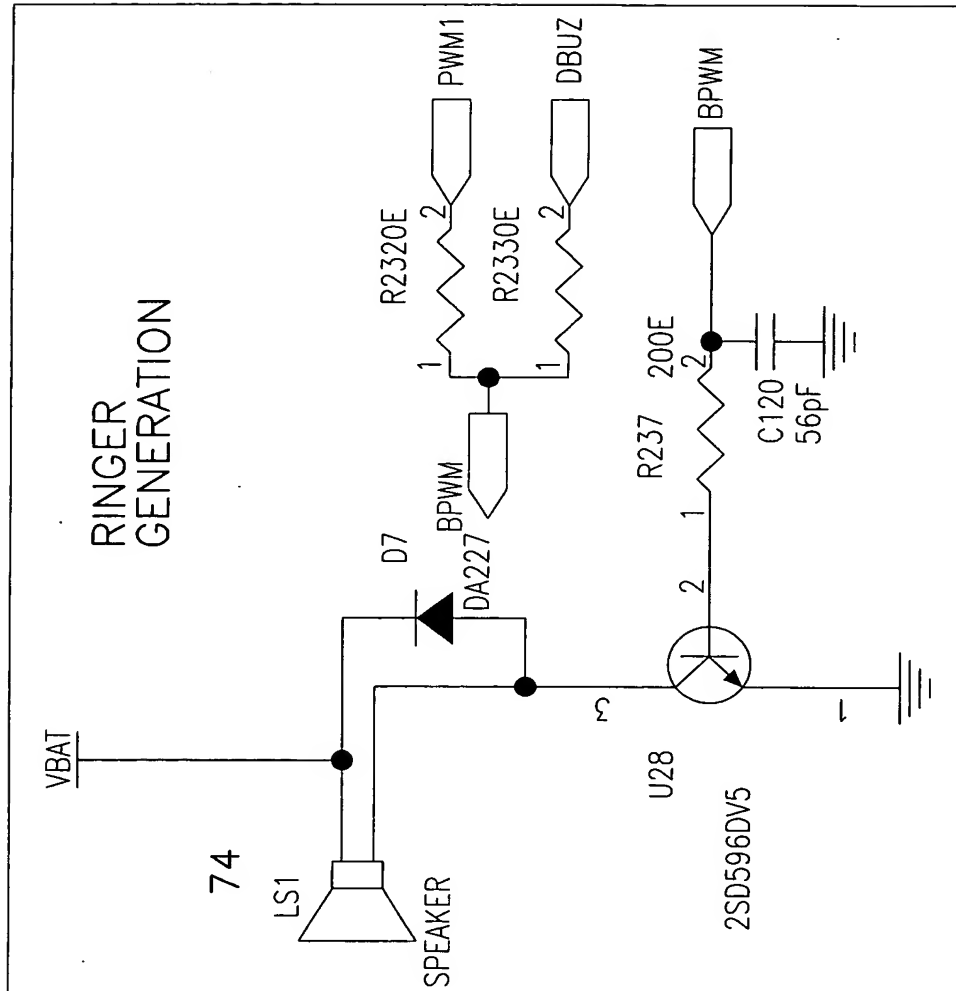 RINGER
GENERATION
VBAT
74
LS1
SPEAKER
D7
DA227
BPWM
R2320E
1
2
PWM1
R2330E
1
2
DBUZ
U28
2SD596DV5
3
1
2
R237
200E
1
2
C120
56pF
BPWM